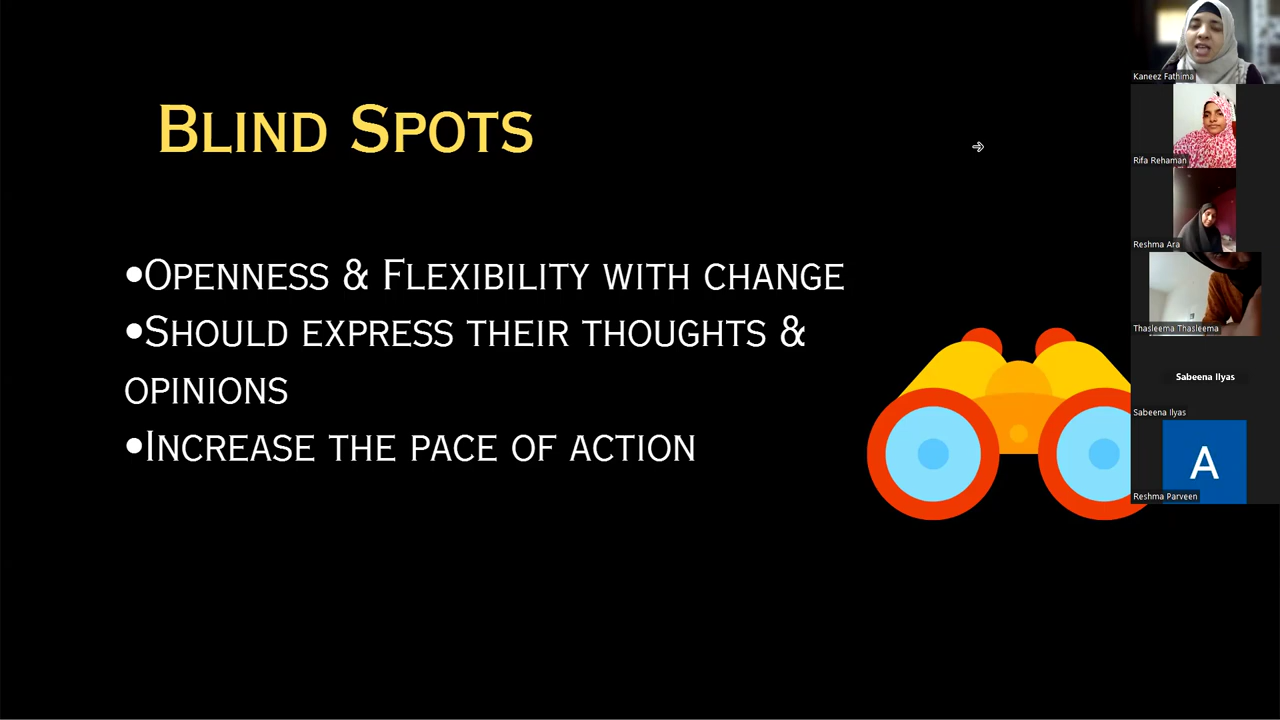 Blind Spots
•Openness & Flexibility with change
•Should express their thoughts &
opinions
•Increase the pace of action
Kaneez Fathima
Rifa Rehaman
Reshma Ara
Thasleema Thasleema
Sabeena Ilyas
Sabeena Ilyas
A
Reshma Parveen